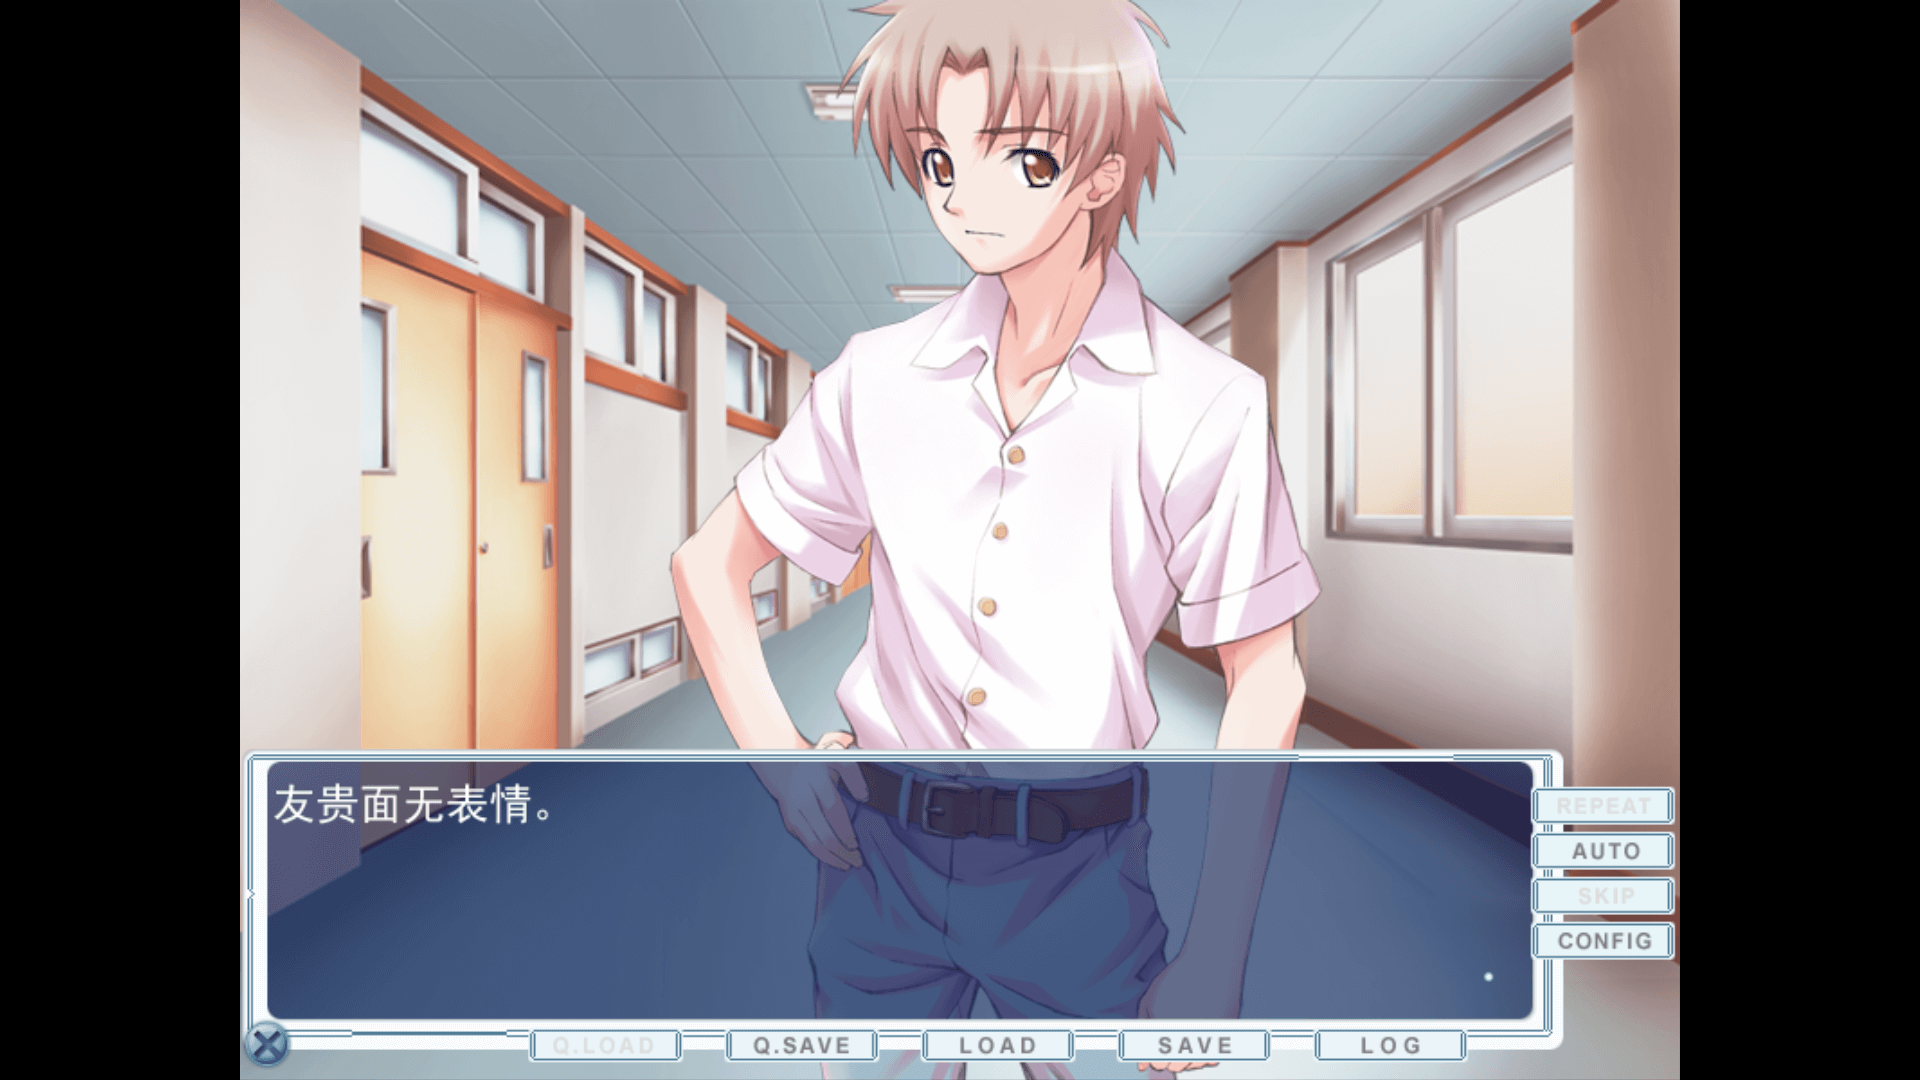 友贵面无表情。
REPEAT
AUTO
SKIP
CONFIG
Q.LOAD
Q.SAVE
LOAD
SAVE
LOG